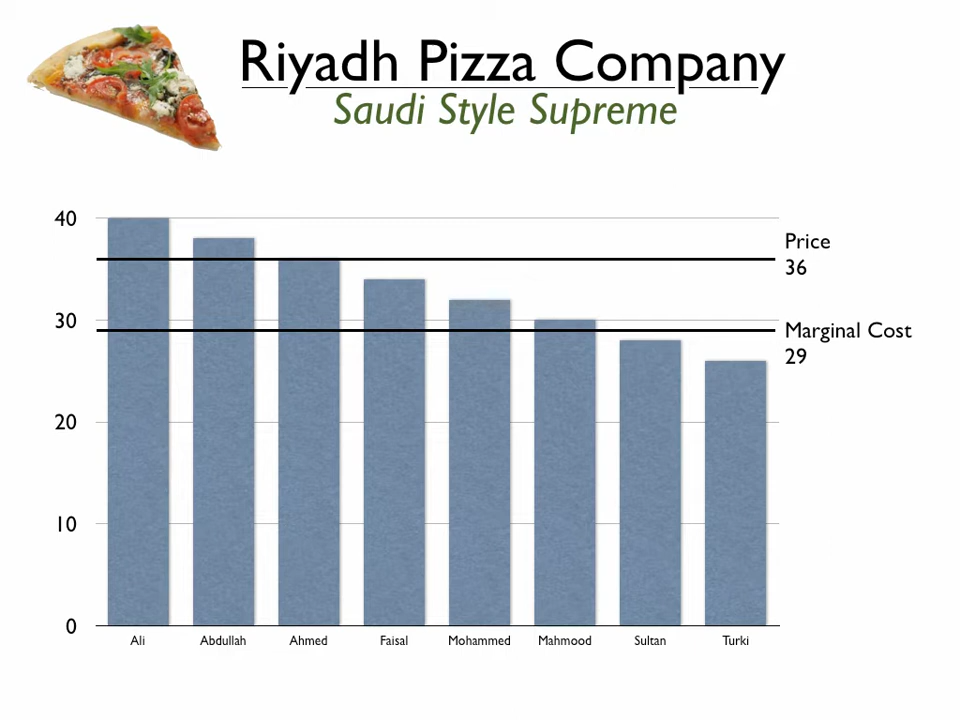 Riyadh Pizza Company
Saudi Style Supreme
40
Price
36
30
Marginal Cost
29
20
10
0
Ali Abdullah Ahmed Faisal Mohammed Mahmood Sultan Turki